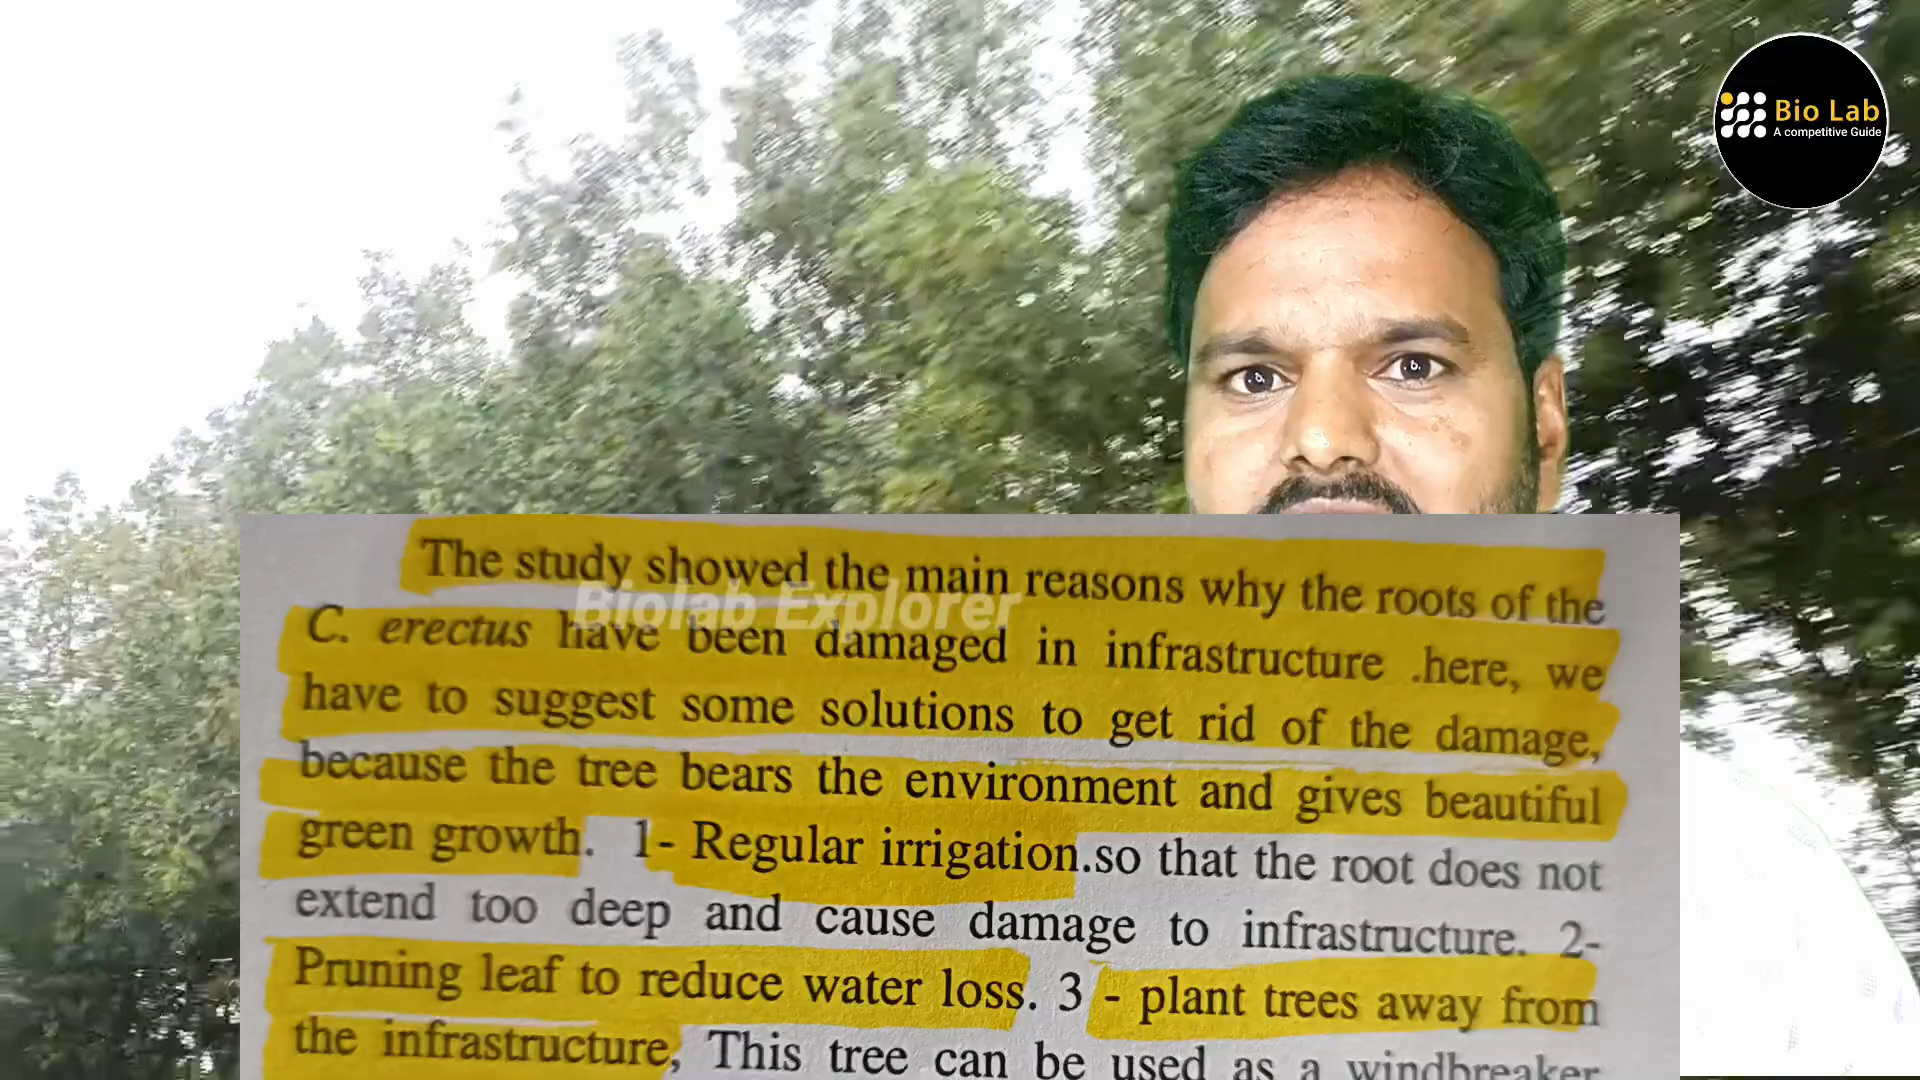 Bio Lab
A competitive Guide
The study showed the main reasons why the roots of the
Biolab Explorer
C. erectus have been damaged in infrastructure .here, we
have to suggest some solutions to get rid of the damage,
because the tree bears the environment and gives beautiful
green growth. 1- Regular irrigation.so that the root does not
extend too deep and cause damage to infrastructure. 2-
Pruning leaf to reduce water loss. 3 - plant trees away from
the infrastructure, This tree can be used as a windbreaker